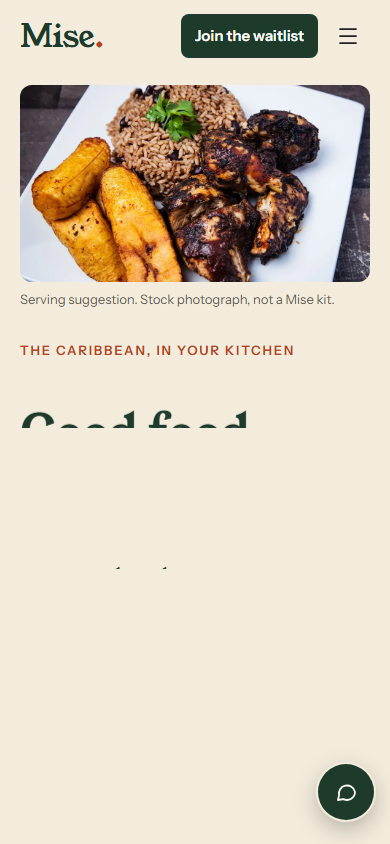 Mise.
Join the waitlist
Serving suggestion. Stock photograph, not a Mise kit.
THE CARIBBEAN, IN YOUR KITCHEN
Good food